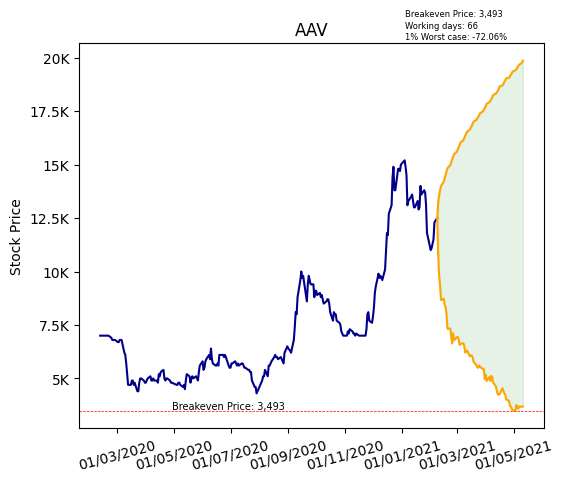 Breakeven Price: 3,493
Working days: 66
1% Worst case: -72.06%
AAV
Stock Price
20K
17.5K
15K
12.5K
10K
7.5K
5K
Breakeven Price: 3,493
01/03/2020
01/05/2020
01/07/2020
01/09/2020
01/11/2020
01/01/2021
01/03/2021
01/05/2021